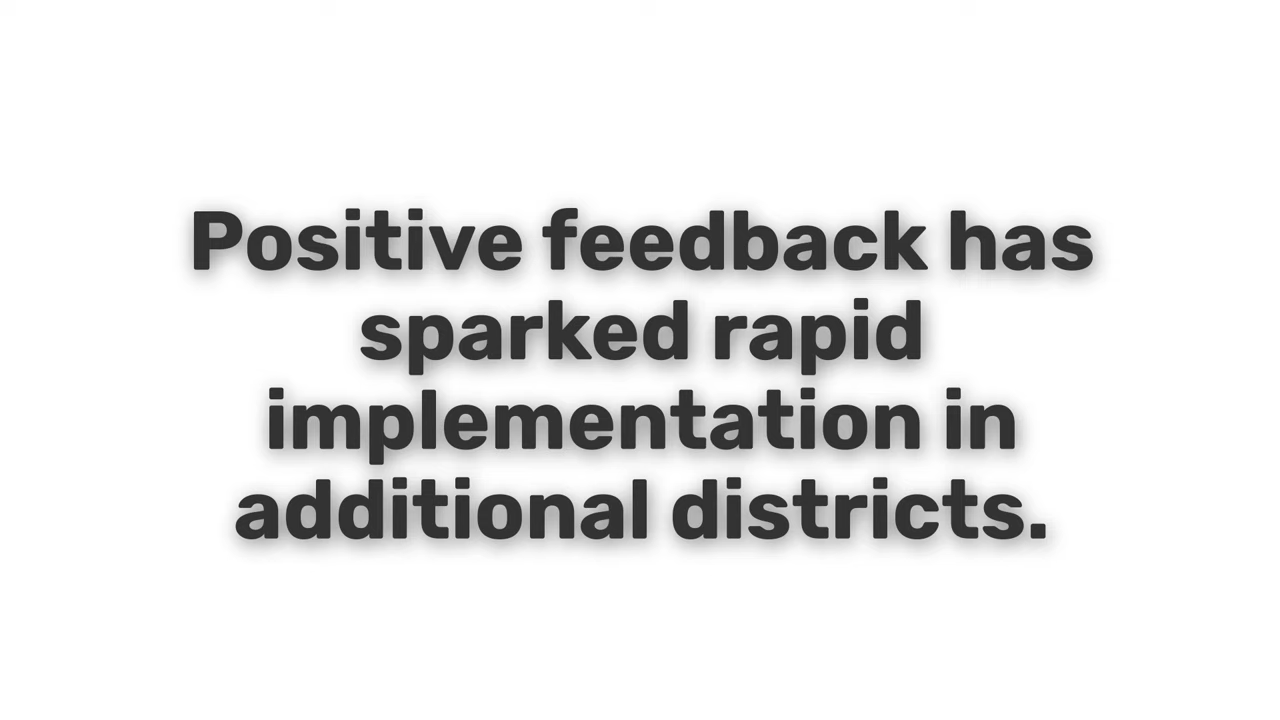 Positive feedback has
sparked rapid
implementation in
additional districts.